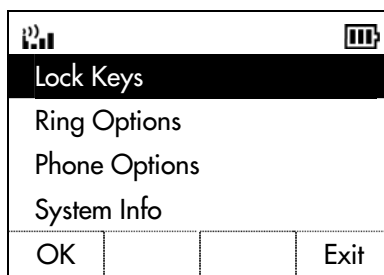 Lock Keys
Ring Options
Phone Options
System Info
OK Exit